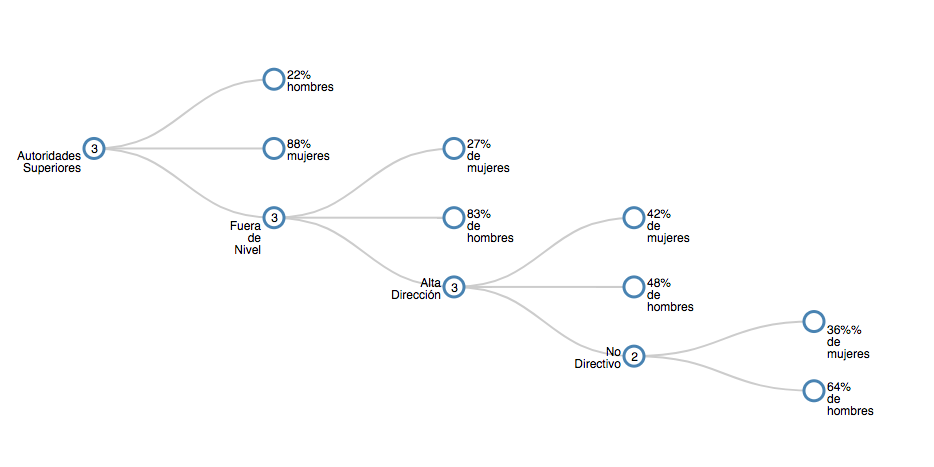 22%
hombres
3
Autoridades
Superiores
88%
mujeres
27%
de
mujeres
3
Fuera
de
Nivel
83%
de
hombres
42%
de
mujeres
Alta
Dirección
3
48%
de
hombres
36%%
de
mujeres
No
Directivo
2
64%
de
hombres